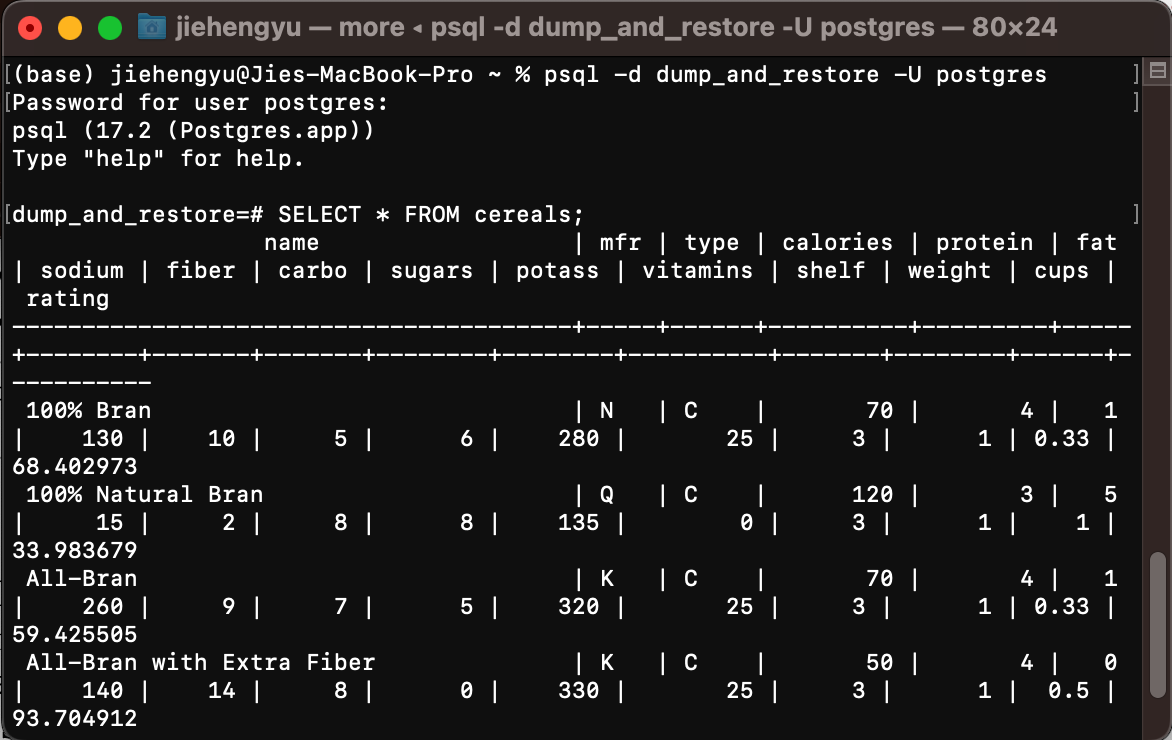 jiehengyu — more ◂ psql -d dump_and_restore -U postgres — 80×24
[(base) jiehengyu@Jies-MacBook-Pro ~ % psql -d dump_and_restore -U postgres      ]
[Password for user postgres:                                                     ]
psql (17.2 (Postgres.app))
Type "help" for help.

[dump_and_restore=# SELECT * FROM cereals;                                       ]
                  name                  | mfr | type | calories | protein | fat 
| sodium | fiber | carbo | sugars | potass | vitamins | shelf | weight | cups | 
 rating
----------------------------------------+-----+------+----------+---------+-----
+--------+-------+-------+--------+--------+----------+-------+--------+------+-
----------
 100% Bran                              | N   | C    |       70 |       4 |   1
|    130 |    10 |     5 |      6 |    280 |       25 |     3 |      1 | 0.33 |
68.402973
 100% Natural Bran                      | Q   | C    |      120 |       3 |   5
|     15 |     2 |     8 |      8 |    135 |        0 |     3 |      1 |    1 |
33.983679
 All-Bran                               | K   | C    |       70 |       4 |   1
|    260 |     9 |     7 |      5 |    320 |       25 |     3 |      1 | 0.33 |
59.425505
 All-Bran with Extra Fiber              | K   | C    |       50 |       4 |   0
|    140 |    14 |     8 |      0 |    330 |       25 |     3 |      1 |  0.5 |
93.704912